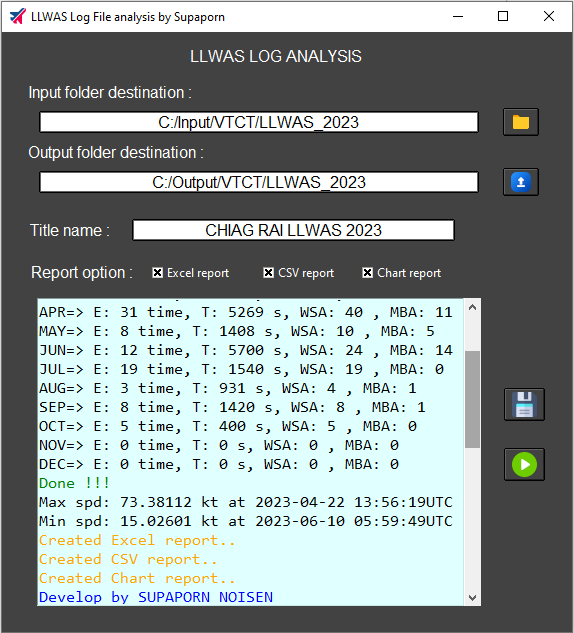 LLWAS Log File analysis by Supaporn
LLWAS LOG ANALYSIS
Input folder destination :
C:/Input/VTCT/LLWAS_2023
Output folder destination :
C:/Output/VTCT/LLWAS_2023
Title name : CHIAG RAI LLWAS 2023
Report option : Excel report CSV report Chart report
APR=> E: 31 time, T: 5269 s, WSA: 40 , MBA: 11
MAY=> E: 8 time, T: 1408 s, WSA: 10 , MBA: 5
JUN=> E: 12 time, T: 5700 s, WSA: 24 , MBA: 14
JUL=> E: 19 time, T: 1540 s, WSA: 19 , MBA: 0
AUG=> E: 3 time, T: 931 s, WSA: 4 , MBA: 1
SEP=> E: 8 time, T: 1420 s, WSA: 8 , MBA: 1
OCT=> E: 5 time, T: 400 s, WSA: 5 , MBA: 0
NOV=> E: 0 time, T: 0 s, WSA: 0 , MBA: 0
DEC=> E: 0 time, T: 0 s, WSA: 0 , MBA: 0
Done !!!
Max spd: 73.38112 kt at 2023-04-22 13:56:19UTC
Min spd: 15.02601 kt at 2023-06-10 05:59:49UTC
Created Excel report..
Created CSV report..
Created Chart report..
Develop by SUPAPORN NOISEN